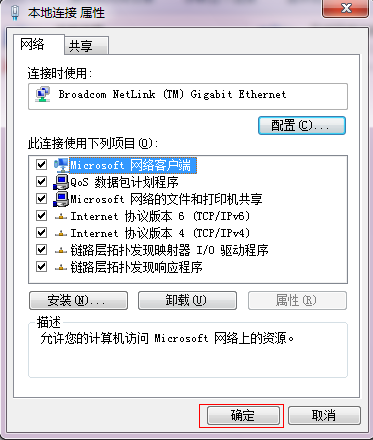 本地连接 属性
网络 共享
连接时使用:
Broadcom NetLink (TM) Gigabit Ethernet
配置(C)...
此连接使用下列项目(O):
Microsoft 网络客户端
QoS 数据包计划程序
Microsoft 网络的文件和打印机共享
Internet 协议版本 6 (TCP/IPv6)
Internet 协议版本 4 (TCP/IPv4)
链路层拓扑发现映射器 I/O 驱动程序
链路层拓扑发现响应程序
安装(N)... 卸载(U) 属性(R)
描述
允许您的计算机访问 Microsoft 网络上的资源。
确定 取消